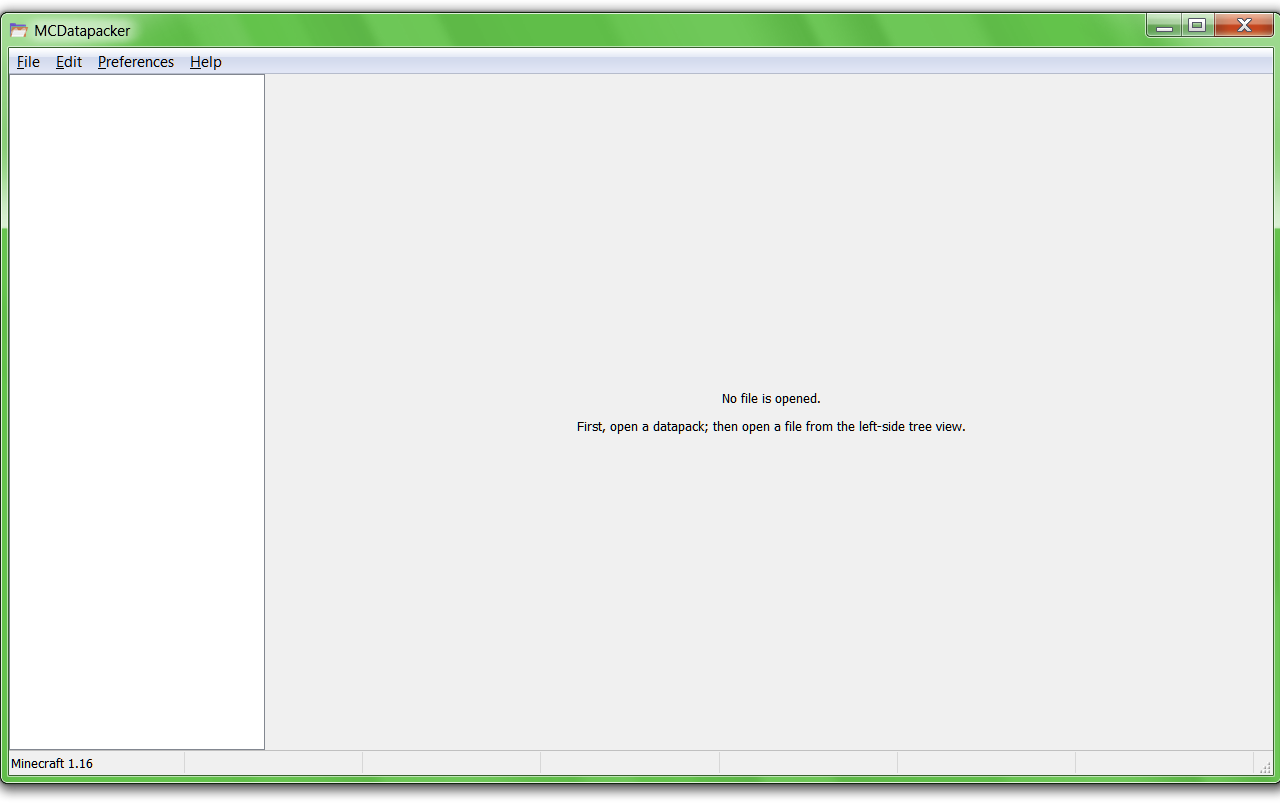 MCDatapacker
File Edit Preferences Help
No file is opened.
First, open a datapack; then open a file from the left-side tree view.
Minecraft 1.16